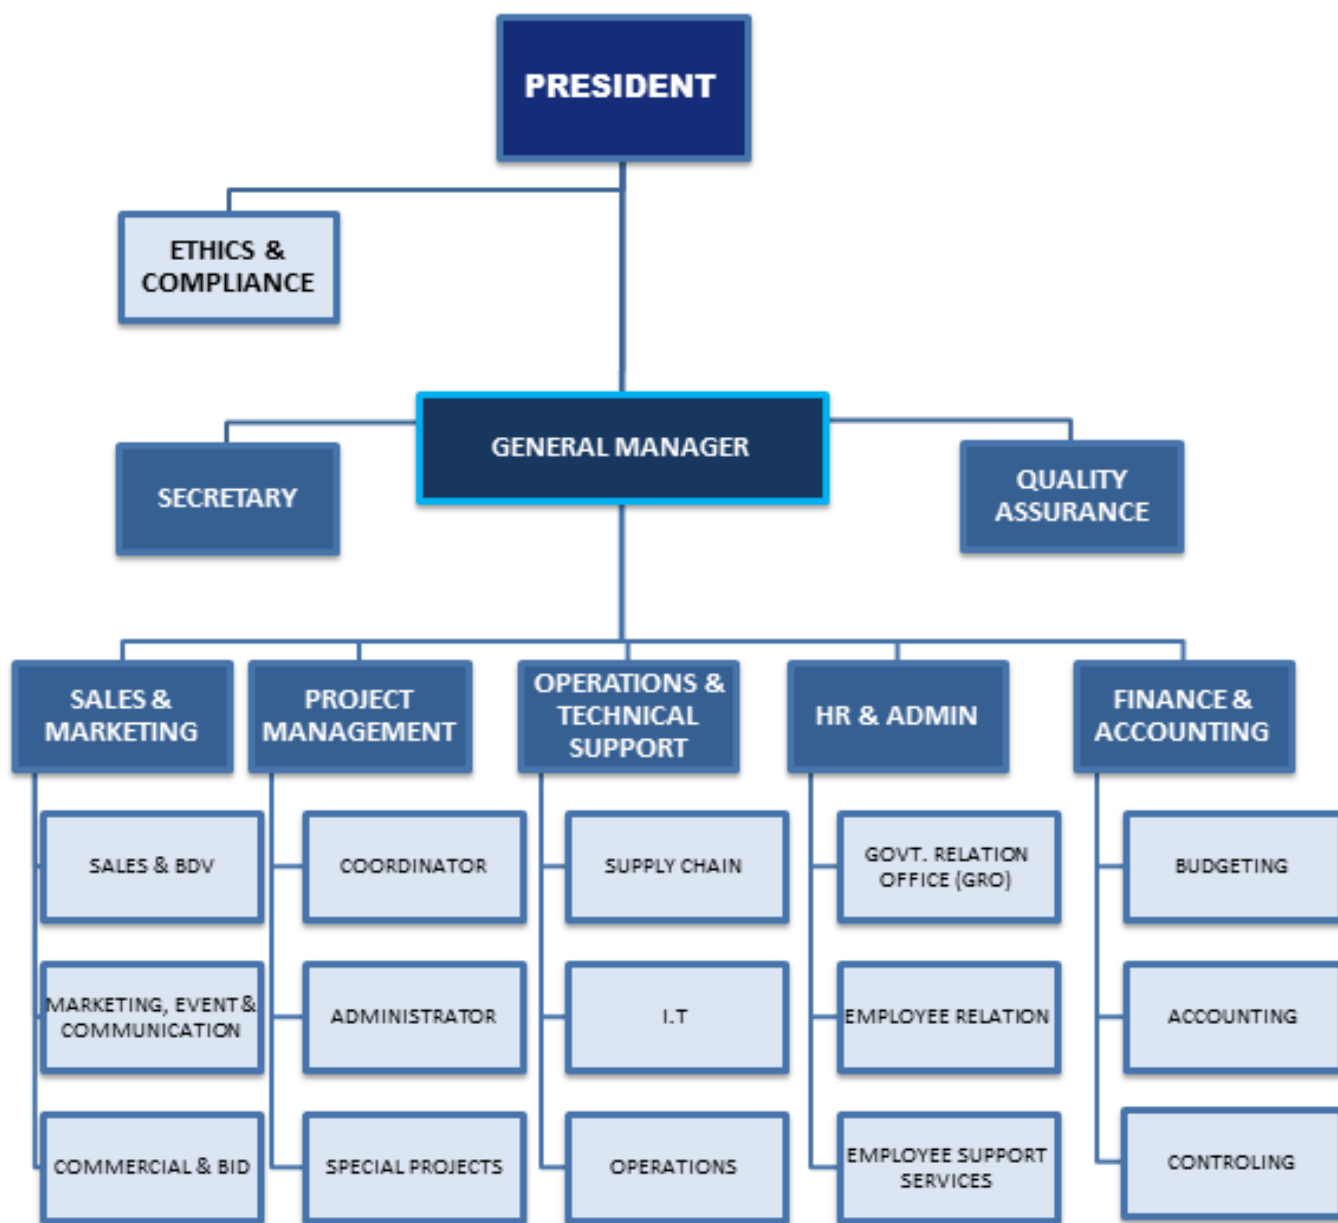 PRESIDENT
ETHICS &
COMPLIANCE
GENERAL MANAGER
SECRETARY
QUALITY
ASSURANCE
SALES &
MARKETING
PROJECT
MANAGEMENT
OPERATIONS &
TECHNICAL
SUPPORT
HR & ADMIN
FINANCE &
ACCOUNTING
SALES & BDV
COORDINATOR
SUPPLY CHAIN
GOVT. RELATION
OFFICE (GRO)
BUDGETING
MARKETING, EVENT &
COMMUNICATION
ADMINISTRATOR
I.T
EMPLOYEE RELATION
ACCOUNTING
COMMERCIAL & BID
SPECIAL PROJECTS
OPERATIONS
EMPLOYEE SUPPORT
SERVICES
CONTROLING